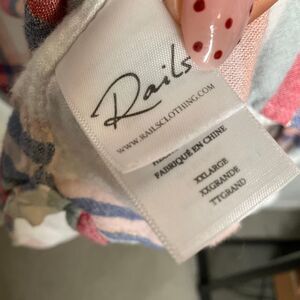 Rails
WWW.RAILSCLOTHING.COM
FABRIQUÉ EN CHINE
XXLARGE
XXGRANDE
TTGRAND